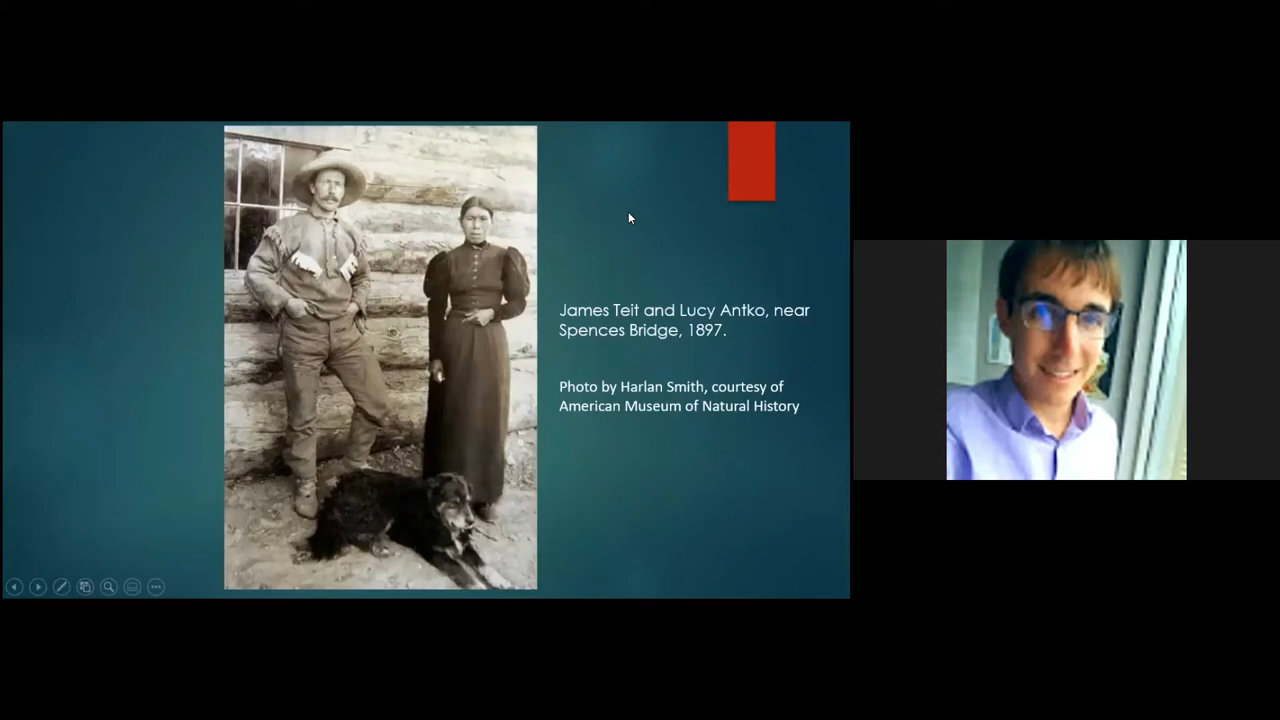 James Teit and Lucy Antko, near
Spences Bridge, 1897.
Photo by Harlan Smith, courtesy of
American Museum of Natural History